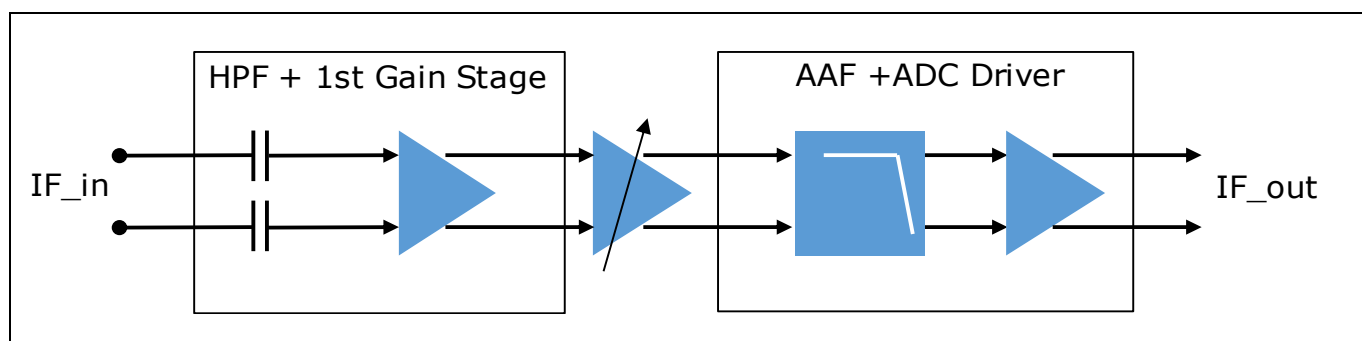 HPF + 1st Gain Stage
AAF +ADC Driver
IF_in
IF_out